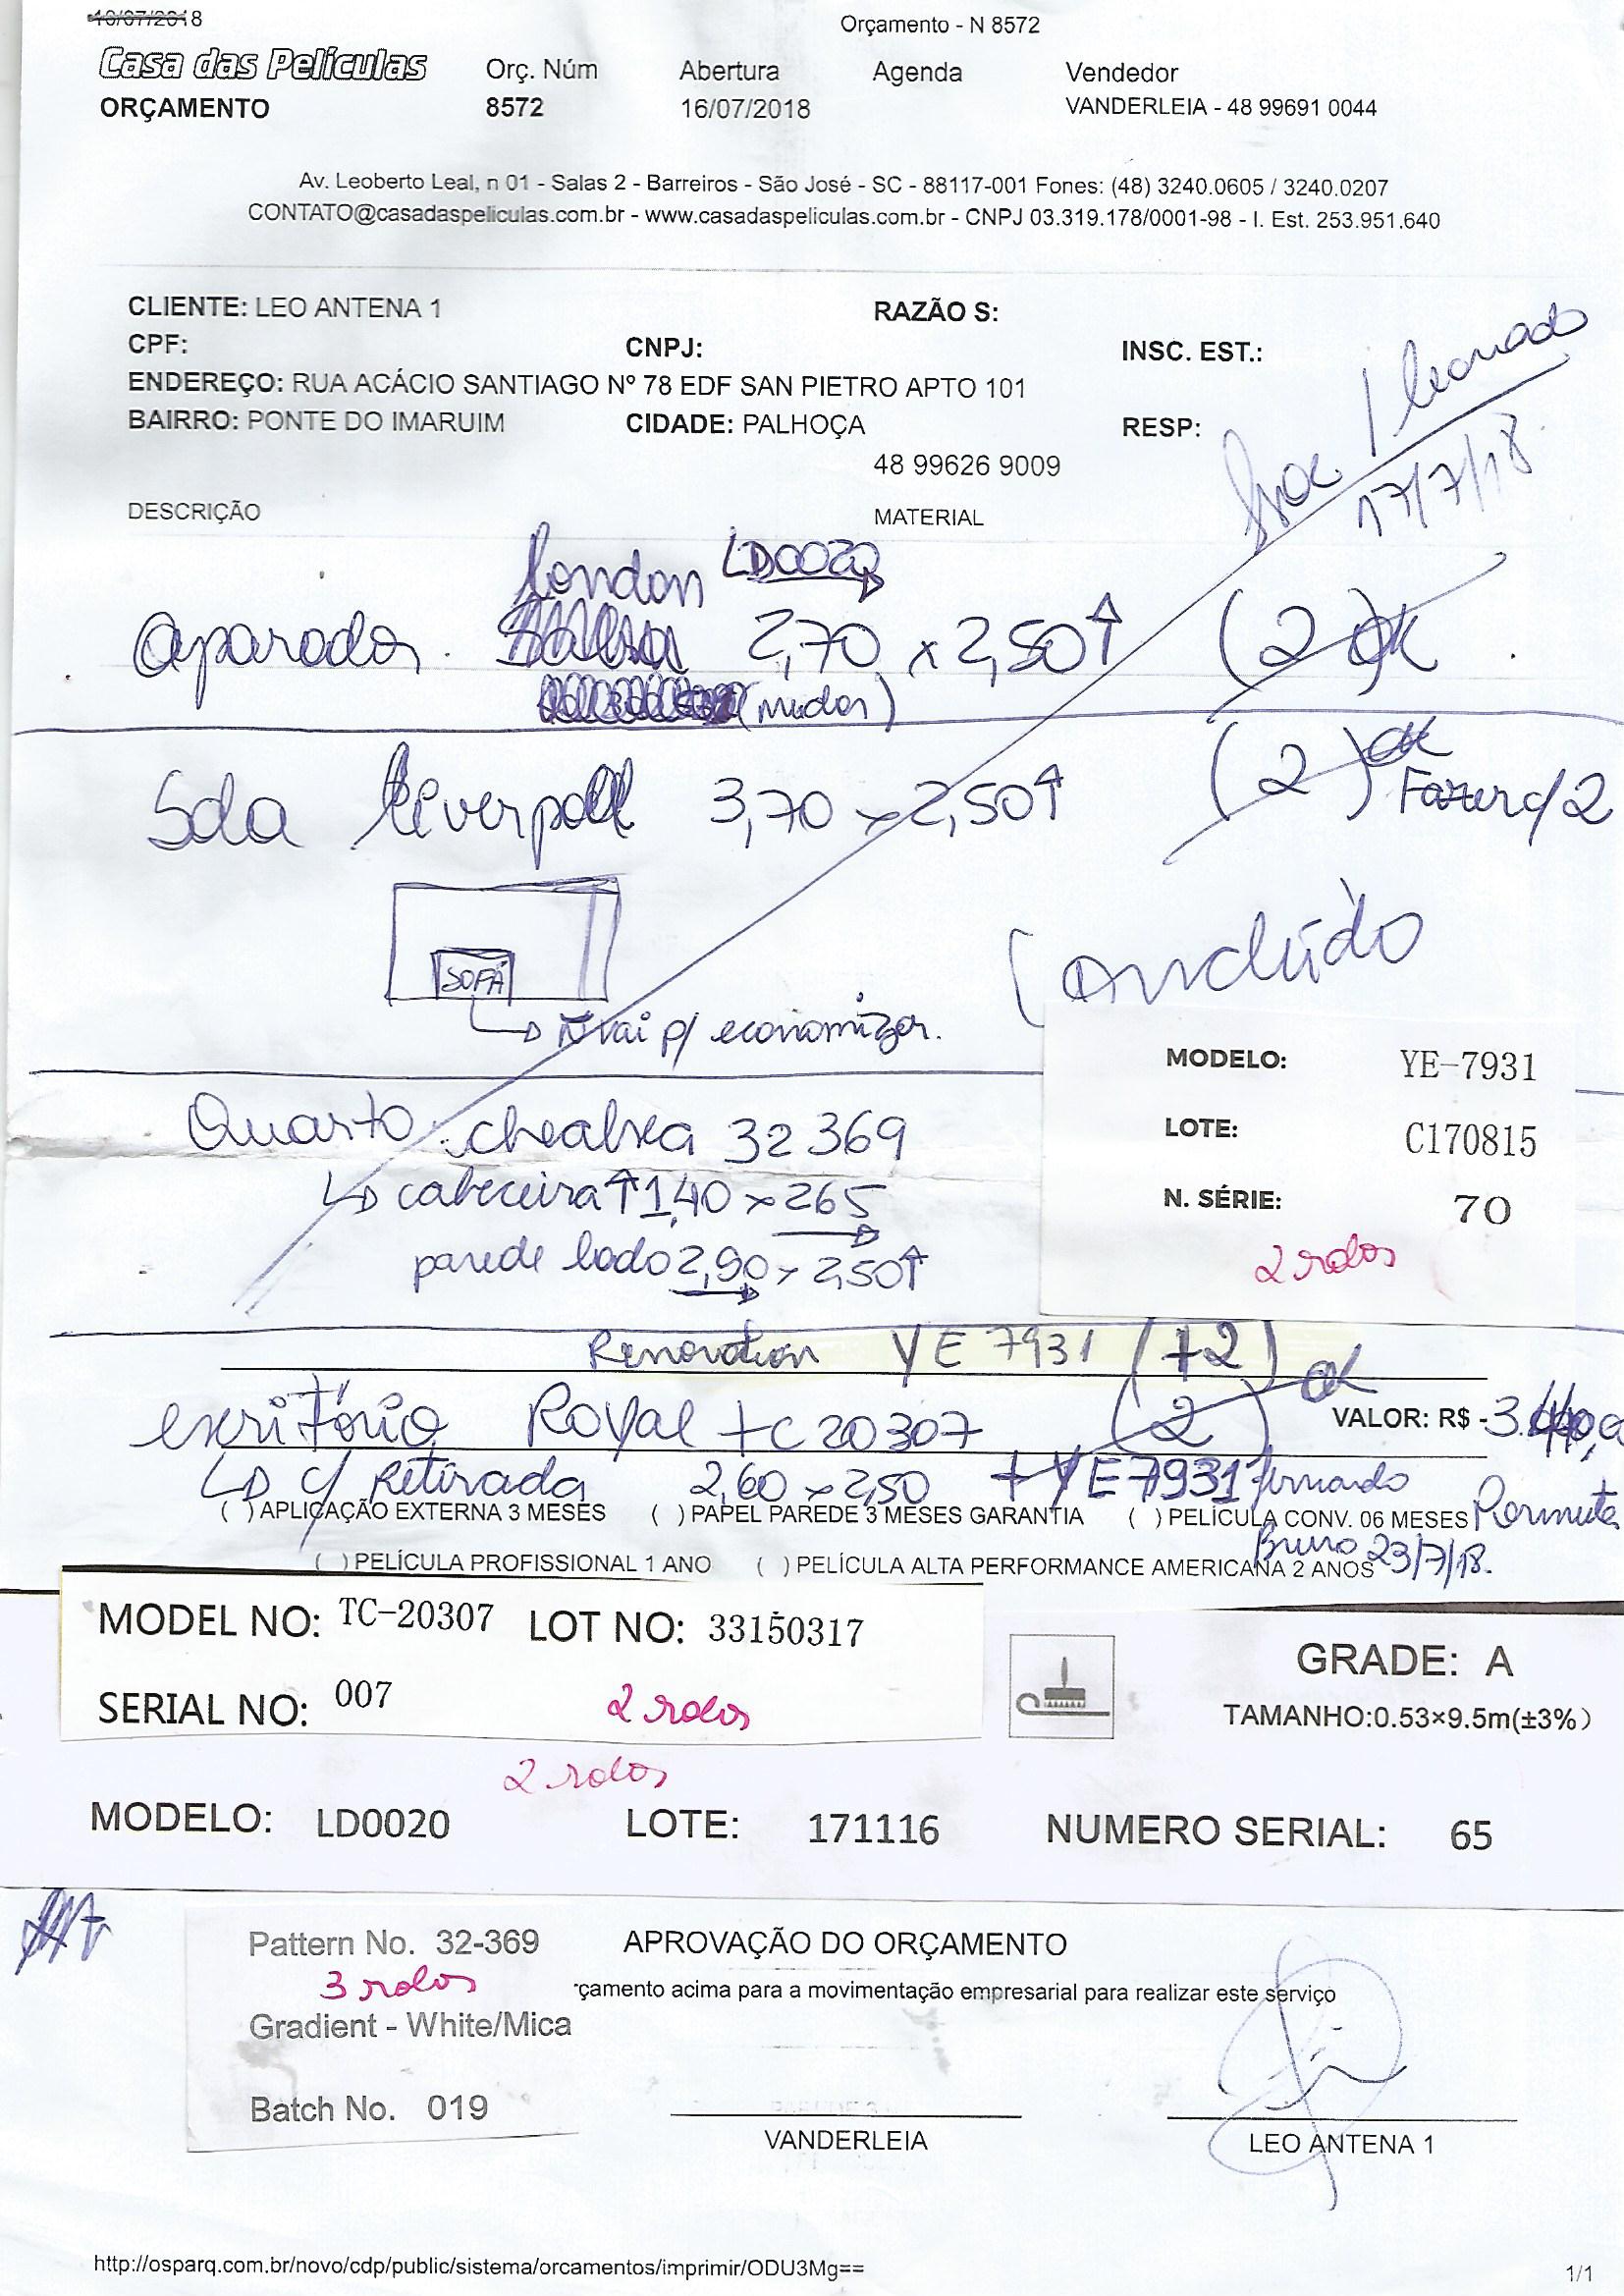 16/07/2018
Orçamento - N 8572
Casa das Películas Orç. Núm Abertura Agenda Vendedor
ORÇAMENTO 8572 16/07/2018 VANDERLEIA - 48 99691 0044
Av. Leoberto Leal, n 01 - Salas 2 - Barreiros - São José - SC - 88117-001 Fones: (48) 3240.0605 / 3240.0207
CONTATO@casadaspeliculas.com.br - www.casadaspeliculas.com.br - CNPJ 03.319.178/0001-98 - I. Est. 253.951.640
CLIENTE: LEO ANTENA 1 RAZÃO S:
CPF: CNPJ: INSC. EST.:
ENDEREÇO: RUA ACÁCIO SANTIAGO Nº 78 EDF SAN PIETRO APTO 101
BAIRRO: PONTE DO IMARUIM CIDADE: PALHOÇA RESP:
48 99626 9009
17/7/18.
DESCRIÇÃO MATERIAL
London LD0020
aparador. 2,70 x 2,50↑ (2) ok
(mudar)
Sala Liverpoll 3,70 x 2,50↑ (2) ok
Fazer c/ 2
SOFÁ
vai p/ economizar.
Concluído
MODELO: YE-7931
LOTE: C170815
N. SÉRIE: 70
2 rolos
Quarto. chealsea 32369
cabeceira ↑ 1,40 x 265
parede lado 2,90 x 2,50↑
Renovation YE 7931 (+2)
escritório Royal TC 20307 (2) ok VALOR: R$ -
c/ Retirada 2,60 x 2,50 + YE7931 Fernando
( ) APLICAÇÃO EXTERNA 3 MESES ( ) PAPEL PAREDE 3 MESES GARANTIA ( ) PELÍCULA CONV. 06 MESES Permuta
Bruno 23/7/18.
( ) PELÍCULA PROFISSIONAL 1 ANO ( ) PELÍCULA ALTA PERFORMANCE AMERICANA 2 ANOS
MODEL NO: TC-20307 LOT NO: 33150317
SERIAL NO: 007 2 rolos
GRADE: A
TAMANHO:0.53×9.5m(±3%)
2 rolos
MODELO: LD0020 LOTE: 171116 NUMERO SERIAL: 65
Pattern No. 32-369
3 rolos
Gradient - White/Mica
Batch No. 019
APROVAÇÃO DO ORÇAMENTO
çamento acima para a movimentação empresarial para realizar este serviço
VANDERLEIA LEO ANTENA 1
http://osparq.com.br/novo/cdp/public/sistema/orcamentos/imprimir/ODU3Mg== 1/1